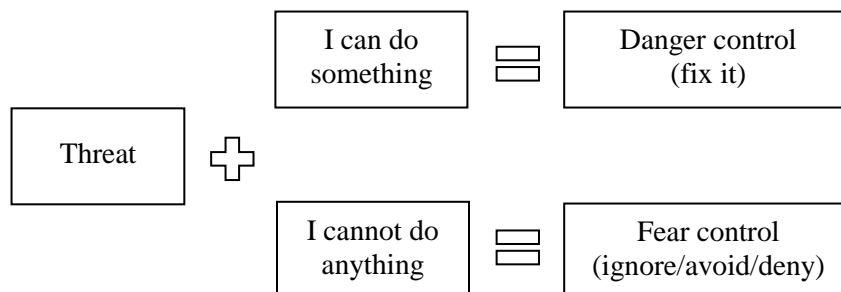 I can do
something
Danger control
(fix it)
Threat
I cannot do
anything
Fear control
(ignore/avoid/deny)